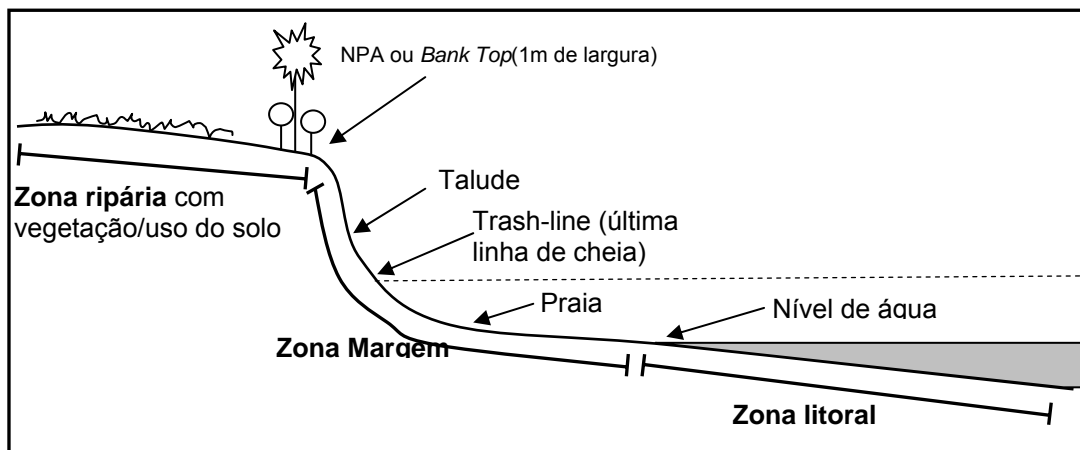 NPA ou Bank Top(1m de largura)
Talude
Zona ripária com
vegetação/uso do solo
Trash-line (última
linha de cheia)
Praia
Nível de água
Zona Margem
Zona litoral